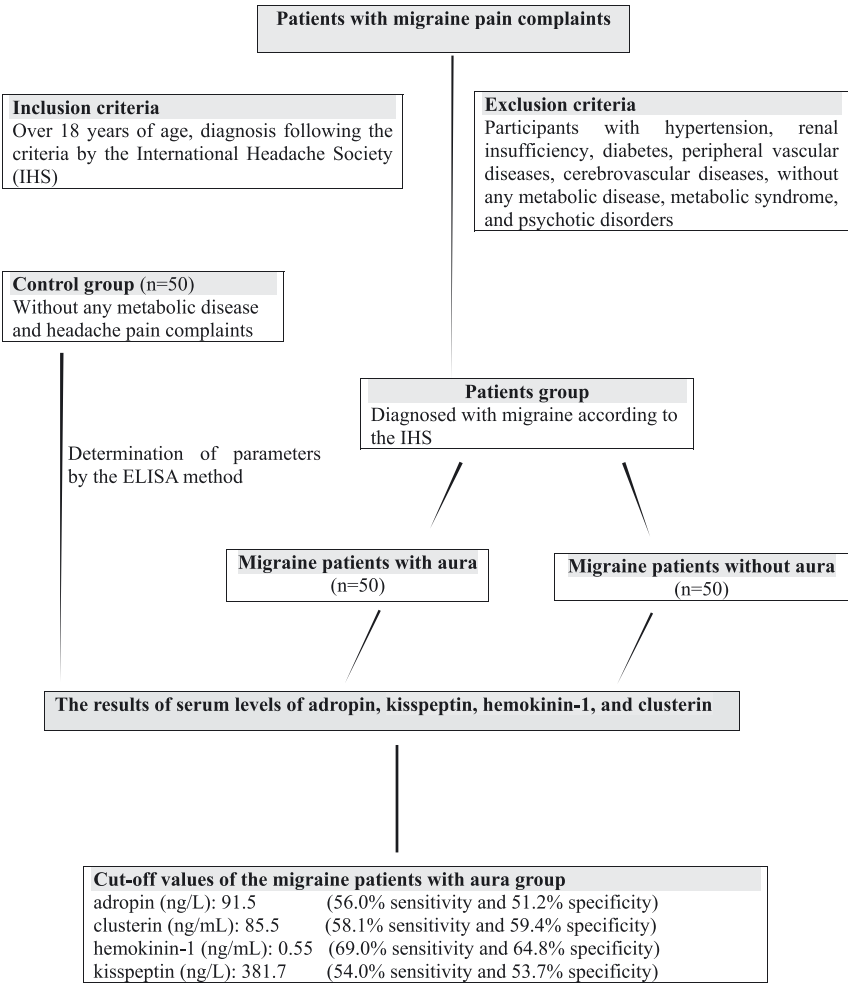 Patients with migraine pain complaints
Inclusion criteria
Over 18 years of age, diagnosis following the
criteria by the International Headache Society
(IHS)
Exclusion criteria
Participants with hypertension, renal
insufficiency, diabetes, peripheral vascular
diseases, cerebrovascular diseases, without
any metabolic disease, metabolic syndrome,
and psychotic disorders
Control group (n=50)
Without any metabolic disease
and headache pain complaints
Patients group
Diagnosed with migraine according to
the IHS
Determination of parameters
by the ELISA method
Migraine patients with aura
(n=50)
Migraine patients without aura
(n=50)
The results of serum levels of adropin, kisspeptin, hemokinin-1, and clusterin
Cut-off values of the migraine patients with aura group
adropin (ng/L): 91.5 (56.0% sensitivity and 51.2% specificity)
clusterin (ng/mL): 85.5 (58.1% sensitivity and 59.4% specificity)
hemokinin-1 (ng/mL): 0.55 (69.0% sensitivity and 64.8% specificity)
kisspeptin (ng/L): 381.7 (54.0% sensitivity and 53.7% specificity)